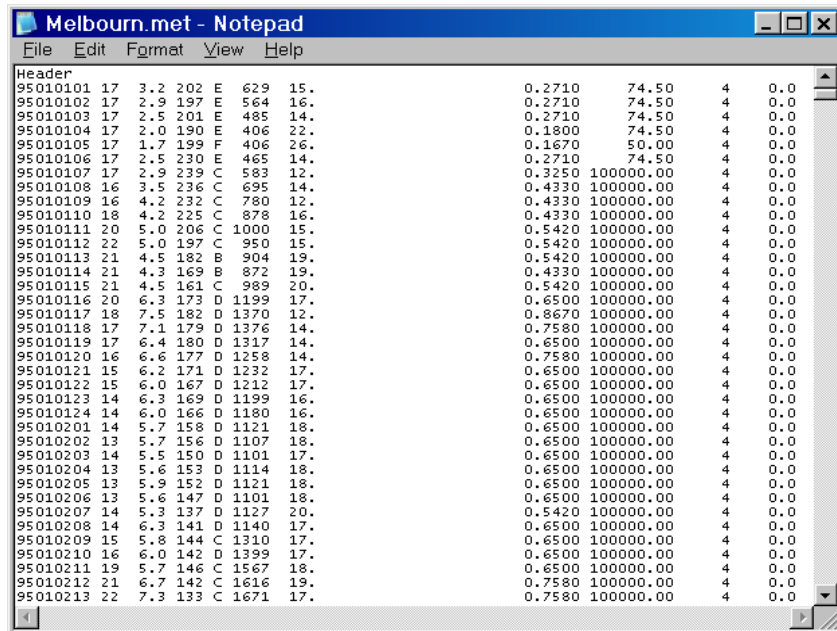 Melbourn.met - Notepad
File Edit Format View Help
Header
95010101 17 3.2 202 E 629 15. 0.2710 74.50 4 0.0
95010102 17 2.9 197 E 564 16. 0.2710 74.50 4 0.0
95010103 17 2.5 201 E 485 14. 0.2710 74.50 4 0.0
95010104 17 2.0 190 E 406 22. 0.1800 74.50 4 0.0
95010105 17 1.7 199 F 406 26. 0.1670 50.00 4 0.0
95010106 17 2.5 230 E 465 14. 0.2710 74.50 4 0.0
95010107 17 2.9 239 C 583 12. 0.3250 100000.00 4 0.0
95010108 16 3.5 236 C 695 14. 0.4330 100000.00 4 0.0
95010109 16 4.2 232 C 780 12. 0.4330 100000.00 4 0.0
95010110 18 4.2 225 C 878 16. 0.4330 100000.00 4 0.0
95010111 20 5.0 206 C 1000 15. 0.5420 100000.00 4 0.0
95010112 22 5.0 197 C 950 15. 0.5420 100000.00 4 0.0
95010113 21 4.5 182 B 904 19. 0.5420 100000.00 4 0.0
95010114 21 4.3 169 B 872 19. 0.4330 100000.00 4 0.0
95010115 21 4.5 161 C 989 20. 0.5420 100000.00 4 0.0
95010116 20 6.3 173 D 1199 17. 0.6500 100000.00 4 0.0
95010117 18 7.5 182 D 1370 12. 0.8670 100000.00 4 0.0
95010118 17 7.1 179 D 1376 14. 0.7580 100000.00 4 0.0
95010119 17 6.4 180 D 1317 14. 0.6500 100000.00 4 0.0
95010120 16 6.6 177 D 1258 14. 0.7580 100000.00 4 0.0
95010121 15 6.2 171 D 1232 17. 0.6500 100000.00 4 0.0
95010122 15 6.0 167 D 1212 17. 0.6500 100000.00 4 0.0
95010123 14 6.3 169 D 1199 16. 0.6500 100000.00 4 0.0
95010124 14 6.0 166 D 1180 16. 0.6500 100000.00 4 0.0
95010201 14 5.7 158 D 1121 18. 0.6500 100000.00 4 0.0
95010202 13 5.7 156 D 1107 18. 0.6500 100000.00 4 0.0
95010203 14 5.5 150 D 1101 17. 0.6500 100000.00 4 0.0
95010204 13 5.6 153 D 1114 18. 0.6500 100000.00 4 0.0
95010205 13 5.9 152 D 1121 18. 0.6500 100000.00 4 0.0
95010206 13 5.6 147 D 1101 18. 0.6500 100000.00 4 0.0
95010207 14 5.3 137 D 1127 20. 0.5420 100000.00 4 0.0
95010208 14 6.3 141 D 1140 17. 0.6500 100000.00 4 0.0
95010209 15 5.8 144 C 1310 17. 0.6500 100000.00 4 0.0
95010210 16 6.0 142 D 1399 17. 0.6500 100000.00 4 0.0
95010211 19 5.7 146 C 1567 18. 0.6500 100000.00 4 0.0
95010212 21 6.7 142 C 1616 19. 0.7580 100000.00 4 0.0
95010213 22 7.3 133 C 1671 17. 0.7580 100000.00 4 0.0